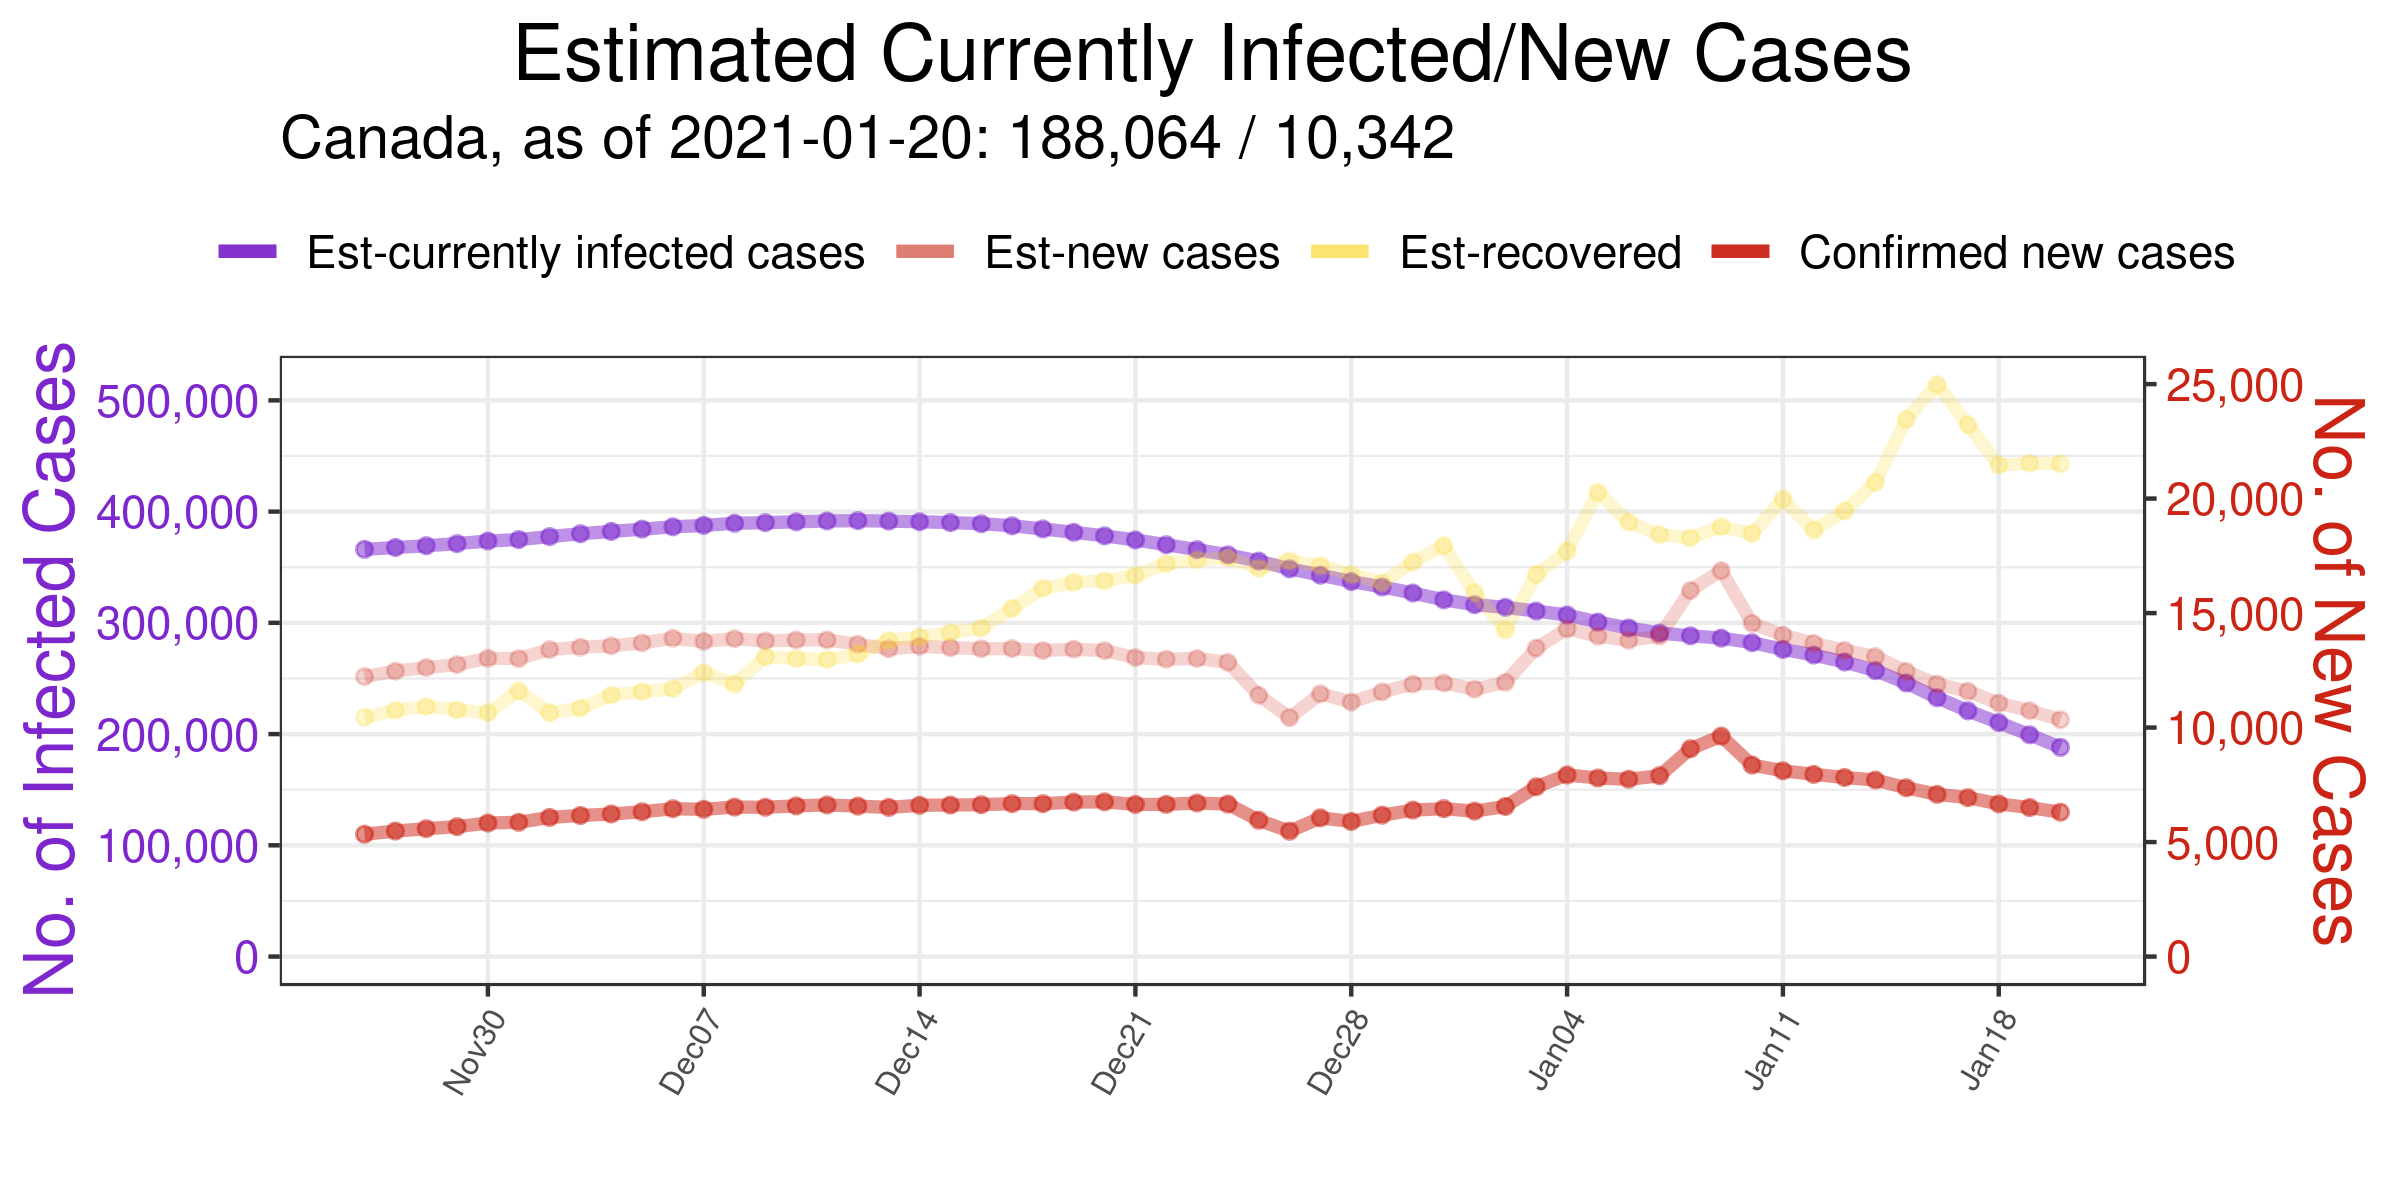 Estimated Currently Infected/New Cases
Canada, as of 2021-01-20: 188,064 / 10,342
Est-currently infected cases Est-new cases Est-recovered Confirmed new cases
No. of Infected Cases
500,000
400,000
300,000
200,000
100,000
0
25,000
20,000
15,000
10,000
5,000
0
No. of New Cases
Nov30 Dec07 Dec14 Dec21 Dec28 Jan04 Jan11 Jan18